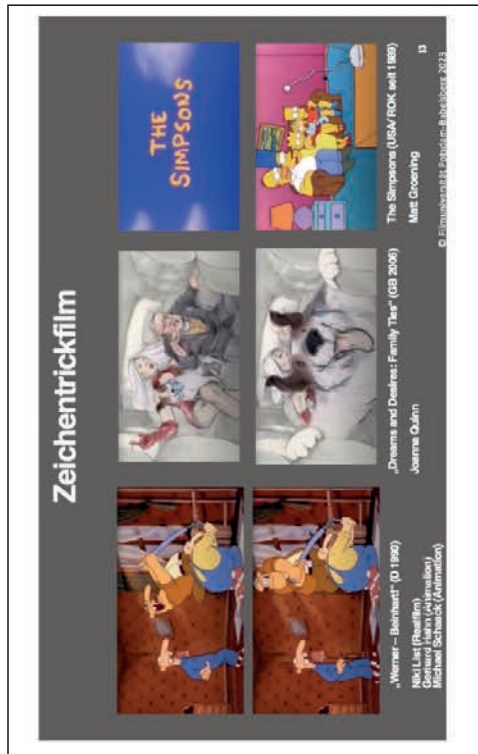 Zeichentrickfilm
THE
SIMPSONS
„Werner – Beinhart!“ (D 1990)
Niki List (Realfilm)
Gerhard Hahn (Animation)
Michael Schaack (Animation)
„Dreams and Desires: Family Ties“ (GB 2006)
Joanna Quinn
The Simpsons (USA/ ROK seit 1989)
Matt Groening
13
© Filmuniversität Potsdam-Babelsberg 2023